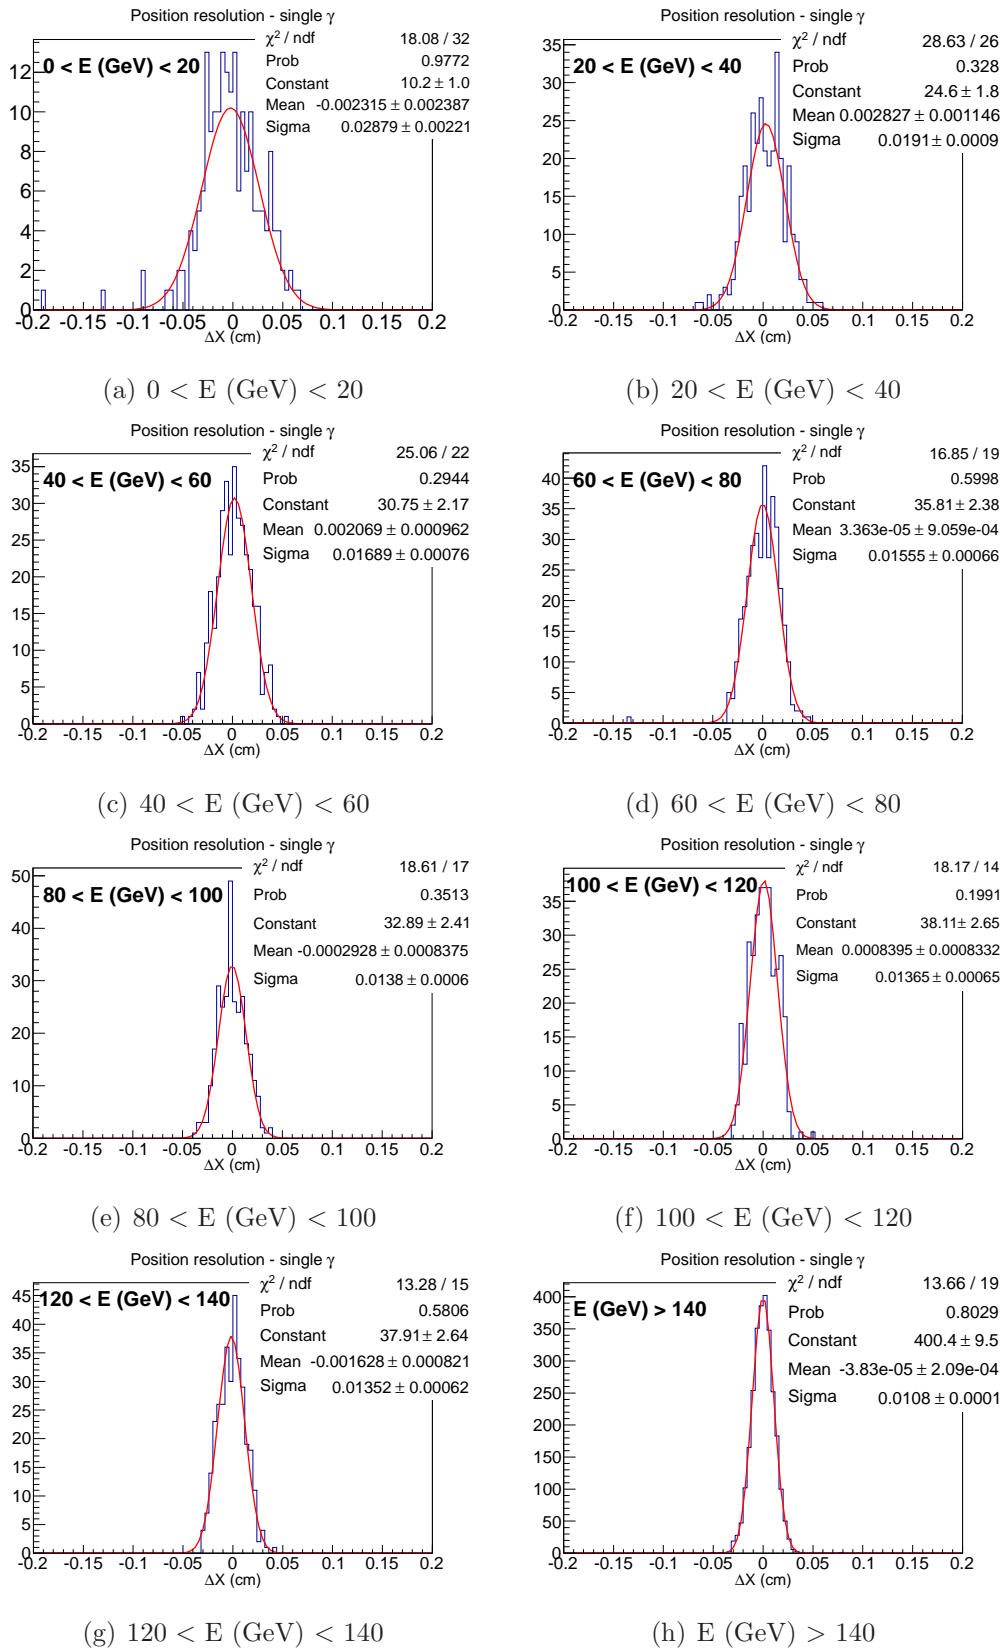 Position resolution - single γ
χ² / ndf 18.08 / 32
Prob 0.9772
Constant 10.2 ± 1.0
Mean -0.002315 ± 0.002387
Sigma 0.02879 ± 0.00221
0 < E (GeV) < 20
12
10
8
6
4
2
0
-0.2 -0.15 -0.1 -0.05 0 0.05 0.1 0.15 0.2
ΔX (cm)
(a) 0 < E (GeV) < 20
Position resolution - single γ
χ² / ndf 28.63 / 26
Prob 0.328
Constant 24.6 ± 1.8
Mean 0.002827 ± 0.001146
Sigma 0.0191 ± 0.0009
20 < E (GeV) < 40
35
30
25
20
15
10
5
0
-0.2 -0.15 -0.1 -0.05 0 0.05 0.1 0.15 0.2
ΔX (cm)
(b) 20 < E (GeV) < 40
Position resolution - single γ
χ² / ndf 25.06 / 22
Prob 0.2944
Constant 30.75 ± 2.17
Mean 0.002069 ± 0.000962
Sigma 0.01689 ± 0.00076
40 < E (GeV) < 60
35
30
25
20
15
10
5
0
-0.2 -0.15 -0.1 -0.05 0 0.05 0.1 0.15 0.2
ΔX (cm)
(c) 40 < E (GeV) < 60
Position resolution - single γ
χ² / ndf 16.85 / 19
Prob 0.5998
Constant 35.81 ± 2.38
Mean 3.363e-05 ± 9.059e-04
Sigma 0.01555 ± 0.00066
60 < E (GeV) < 80
40
35
30
25
20
15
10
5
0
-0.2 -0.15 -0.1 -0.05 0 0.05 0.1 0.15 0.2
ΔX (cm)
(d) 60 < E (GeV) < 80
Position resolution - single γ
χ² / ndf 18.61 / 17
Prob 0.3513
Constant 32.89 ± 2.41
Mean -0.0002928 ± 0.0008375
Sigma 0.0138 ± 0.0006
80 < E (GeV) < 100
50
40
30
20
10
0
-0.2 -0.15 -0.1 -0.05 0 0.05 0.1 0.15 0.2
ΔX (cm)
(e) 80 < E (GeV) < 100
Position resolution - single γ
χ² / ndf 18.17 / 14
Prob 0.1991
Constant 38.11 ± 2.65
Mean 0.0008395 ± 0.0008332
Sigma 0.01365 ± 0.00065
100 < E (GeV) < 120
35
30
25
20
15
10
5
0
-0.2 -0.15 -0.1 -0.05 0 0.05 0.1 0.15 0.2
ΔX (cm)
(f) 100 < E (GeV) < 120
Position resolution - single γ
χ² / ndf 13.28 / 15
Prob 0.5806
Constant 37.91 ± 2.64
Mean -0.001628 ± 0.000821
Sigma 0.01352 ± 0.00062
120 < E (GeV) < 140
45
40
35
30
25
20
15
10
5
0
-0.2 -0.15 -0.1 -0.05 0 0.05 0.1 0.15 0.2
ΔX (cm)
(g) 120 < E (GeV) < 140
Position resolution - single γ
χ² / ndf 13.66 / 19
Prob 0.8029
Constant 400.4 ± 9.5
Mean -3.83e-05 ± 2.09e-04
Sigma 0.0108 ± 0.0001
E (GeV) > 140
400
350
300
250
200
150
100
50
0
-0.2 -0.15 -0.1 -0.05 0 0.05 0.1 0.15 0.2
ΔX (cm)
(h) E (GeV) > 140